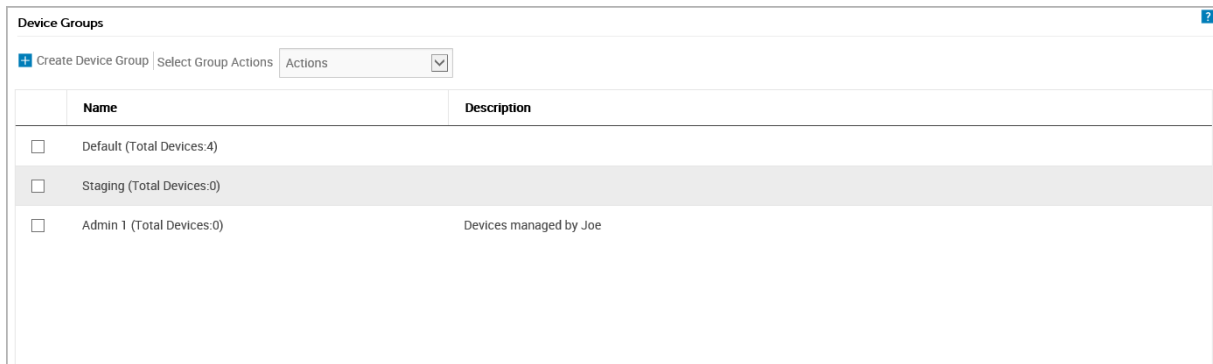 Device Groups
?
Create Device Group Select Group Actions Actions
Name Description
Default (Total Devices:4)
Staging (Total Devices:0)
Admin 1 (Total Devices:0) Devices managed by Joe